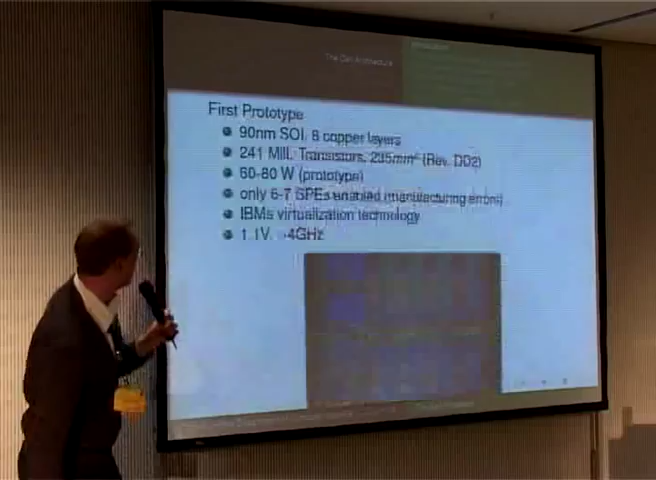 The Cell Architecture
First Prototype
90nm SOI, 8 copper layers
241 Mill. Transistors, 235mm² (Rev. DD2)
60-80 W (prototype)
only 6-7 SPEs enabled (manufacturing errors)
IBMs virtualization technology
1.1V, ~4GHz